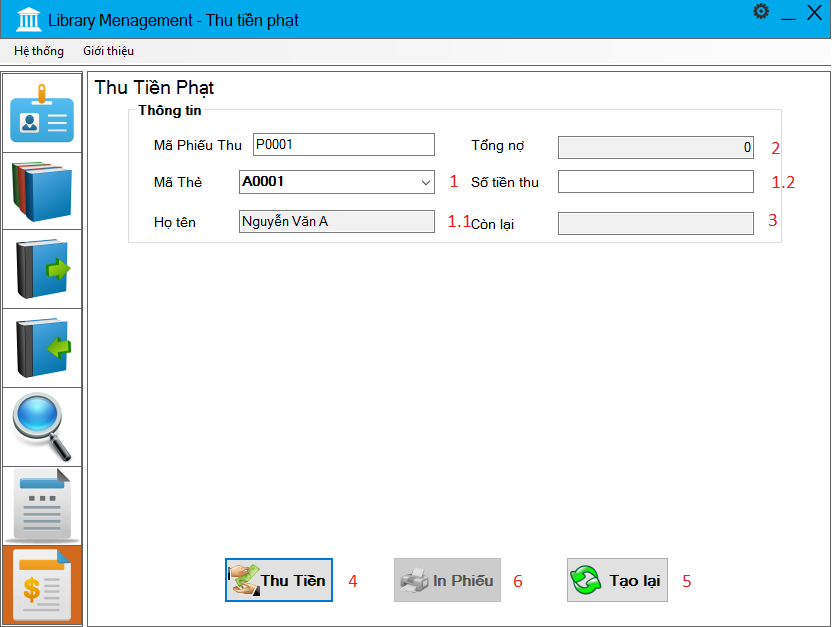 Library Menagement - Thu tiền phạt
Hệ thống Giới thiệu
Thu Tiền Phạt
Thông tin
Mã Phiếu Thu P0001 Tổng nợ 0 2
Mã Thẻ A0001 1 Số tiền thu 1.2
Họ tên Nguyễn Văn A 1.1 Còn lại 3
Thu Tiền 4 In Phiếu 6 Tạo lại 5